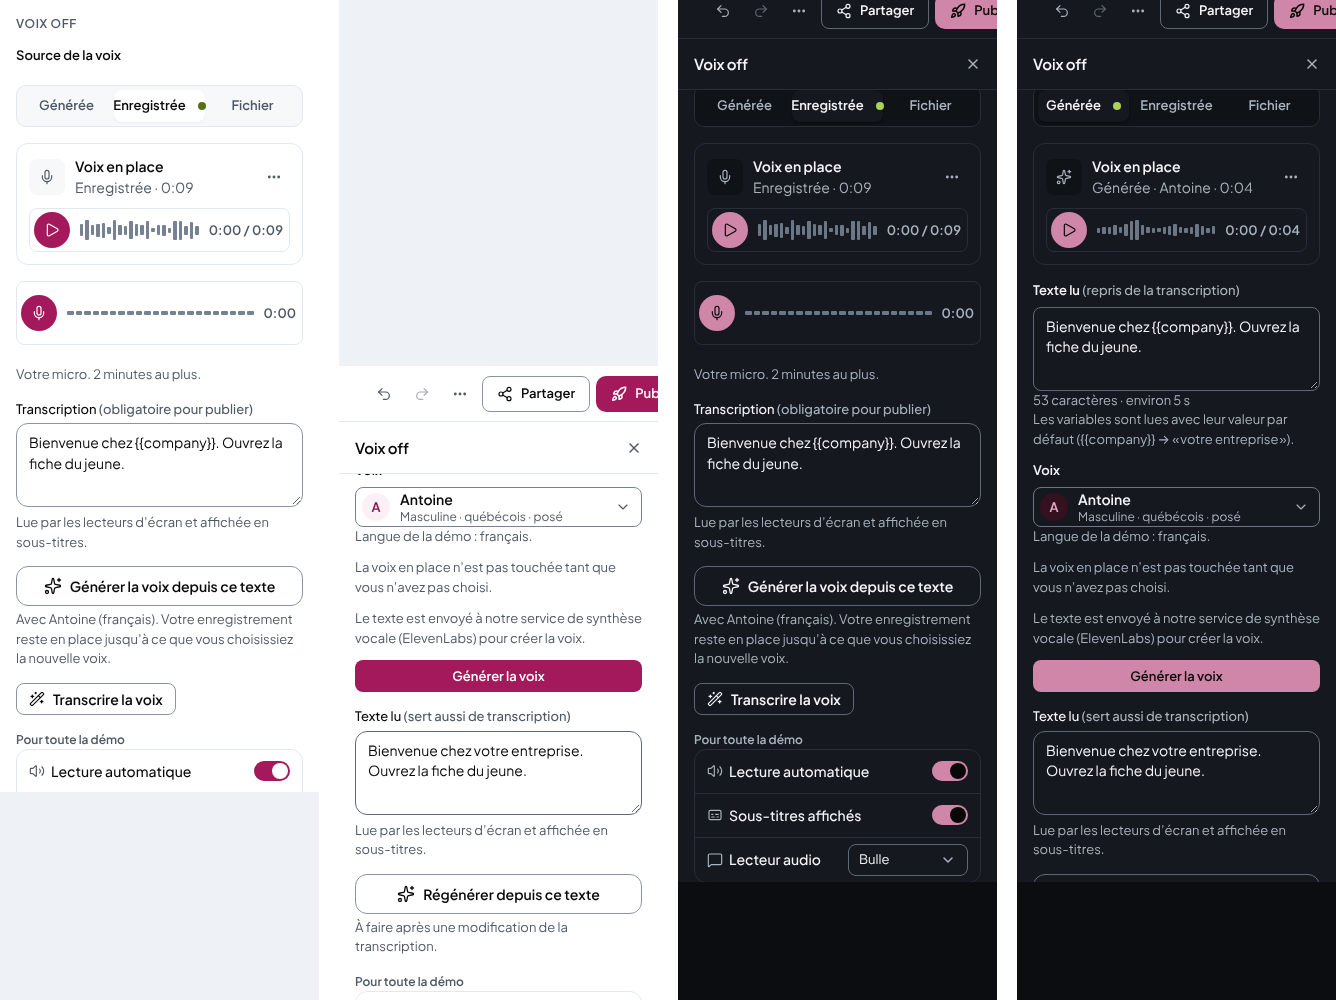 VOIX OFF
Source de la voix
Générée
Enregistrée
Fichier
Voix en place
Enregistrée · 0:09
0:00 / 0:09
0:00
Votre micro. 2 minutes au plus.
Transcription (obligatoire pour publier)
Bienvenue chez {{company}}. Ouvrez la
fiche du jeune.
Lue par les lecteurs d'écran et affichée en
sous-titres.
Générer la voix depuis ce texte
Avec Antoine (français). Votre enregistrement
reste en place jusqu'à ce que vous choisissiez
la nouvelle voix.
Transcrire la voix
Pour toute la démo
Lecture automatique
Partager
Pub
Voix off
Antoine
Masculine · québécois · posé
Langue de la démo : français.
La voix en place n'est pas touchée tant que
vous n'avez pas choisi.
Le texte est envoyé à notre service de synthèse
vocale (ElevenLabs) pour créer la voix.
Générer la voix
Texte lu (sert aussi de transcription)
Bienvenue chez votre entreprise.
Ouvrez la fiche du jeune.
Lue par les lecteurs d'écran et affichée en
sous-titres.
Régénérer depuis ce texte
À faire après une modification de la
transcription.
Pour toute la démo
Partager
Pub
Voix off
Générée
Enregistrée
Fichier
Voix en place
Enregistrée · 0:09
0:00 / 0:09
0:00
Votre micro. 2 minutes au plus.
Transcription (obligatoire pour publier)
Bienvenue chez {{company}}. Ouvrez la
fiche du jeune.
Lue par les lecteurs d'écran et affichée en
sous-titres.
Générer la voix depuis ce texte
Avec Antoine (français). Votre enregistrement
reste en place jusqu'à ce que vous choisissiez
la nouvelle voix.
Transcrire la voix
Pour toute la démo
Lecture automatique
Sous-titres affichés
Lecteur audio
Bulle
Partager
Pub
Voix off
Générée
Enregistrée
Fichier
Voix en place
Générée · Antoine · 0:04
0:00 / 0:04
Texte lu (repris de la transcription)
Bienvenue chez {{company}}. Ouvrez la
fiche du jeune.
53 caractères · environ 5 s
Les variables sont lues avec leur valeur par
défaut ({{company}} → « votre entreprise »).
Voix
A
Antoine
Masculine · québécois · posé
Langue de la démo : français.
La voix en place n'est pas touchée tant que
vous n'avez pas choisi.
Le texte est envoyé à notre service de synthèse
vocale (ElevenLabs) pour créer la voix.
Générer la voix
Texte lu (sert aussi de transcription)
Bienvenue chez votre entreprise.
Ouvrez la fiche du jeune.
Lue par les lecteurs d'écran et affichée en
sous-titres.